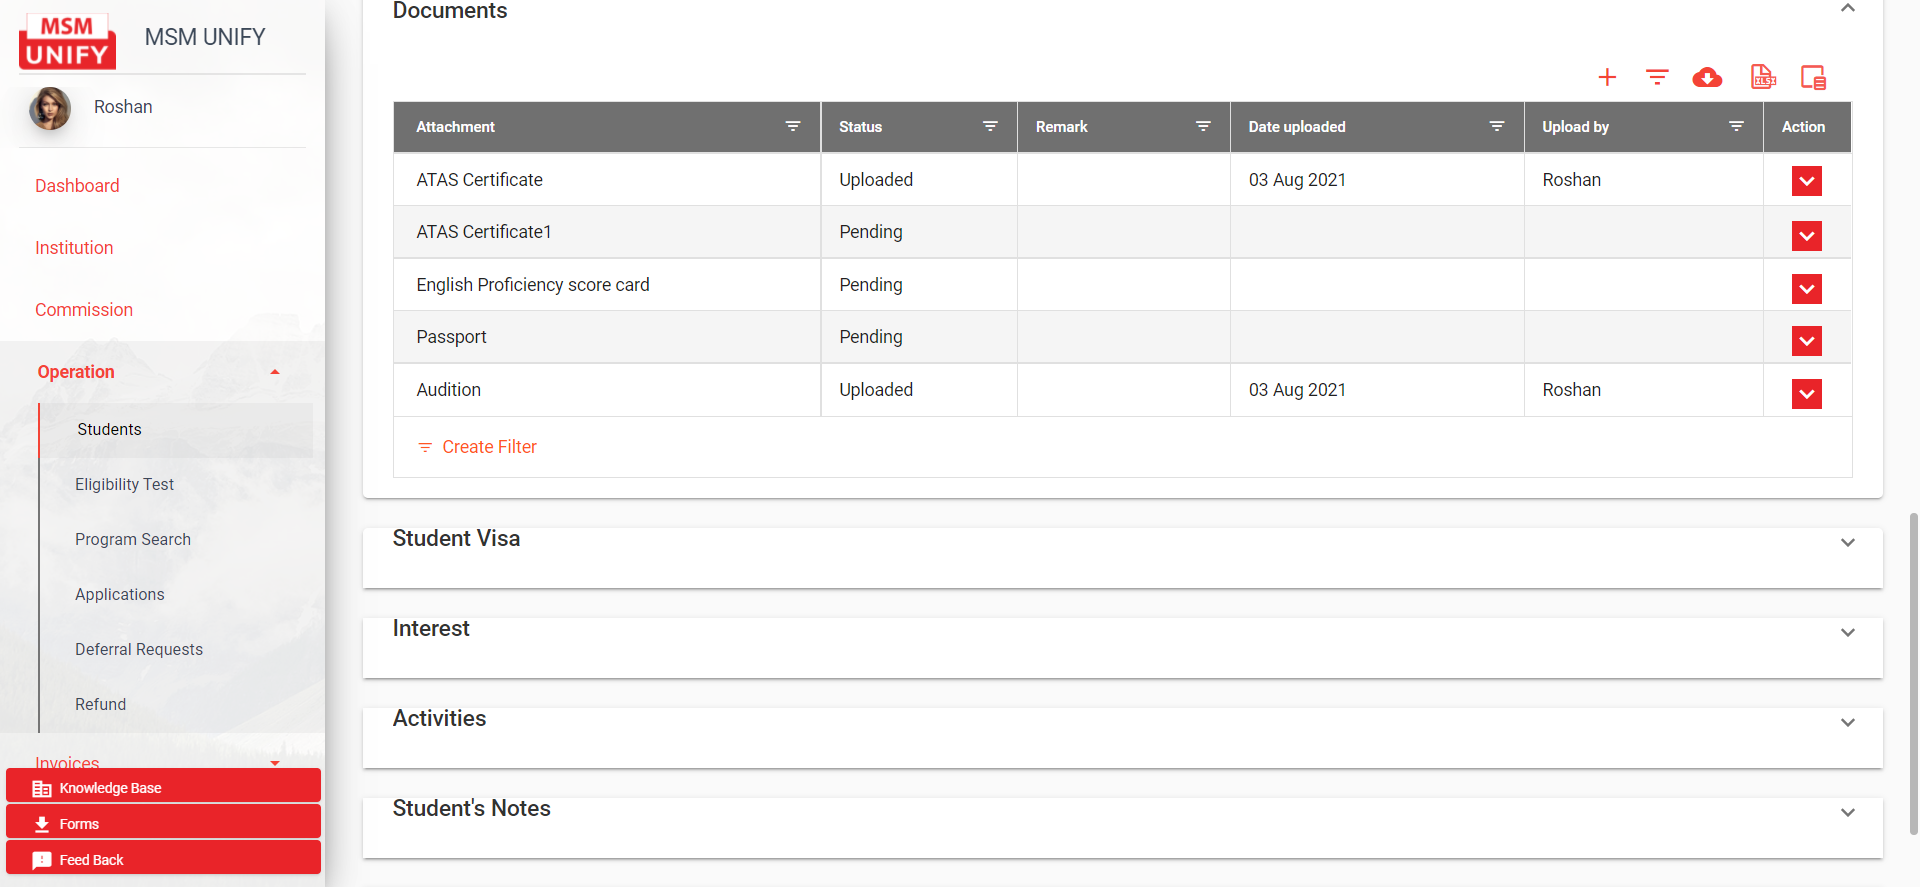 MSM
UNIFY
MSM UNIFY
Roshan
Dashboard
Institution
Commission
Operation
Students
Eligibility Test
Program Search
Applications
Deferral Requests
Refund
Invoices
Knowledge Base
Forms
Feed Back
Documents
XLSX
Attachment Status Remark Date uploaded Upload by Action
ATAS Certificate Uploaded 03 Aug 2021 Roshan
ATAS Certificate1 Pending
English Proficiency score card Pending
Passport Pending
Audition Uploaded 03 Aug 2021 Roshan
Create Filter
Student Visa
Interest
Activities
Student's Notes